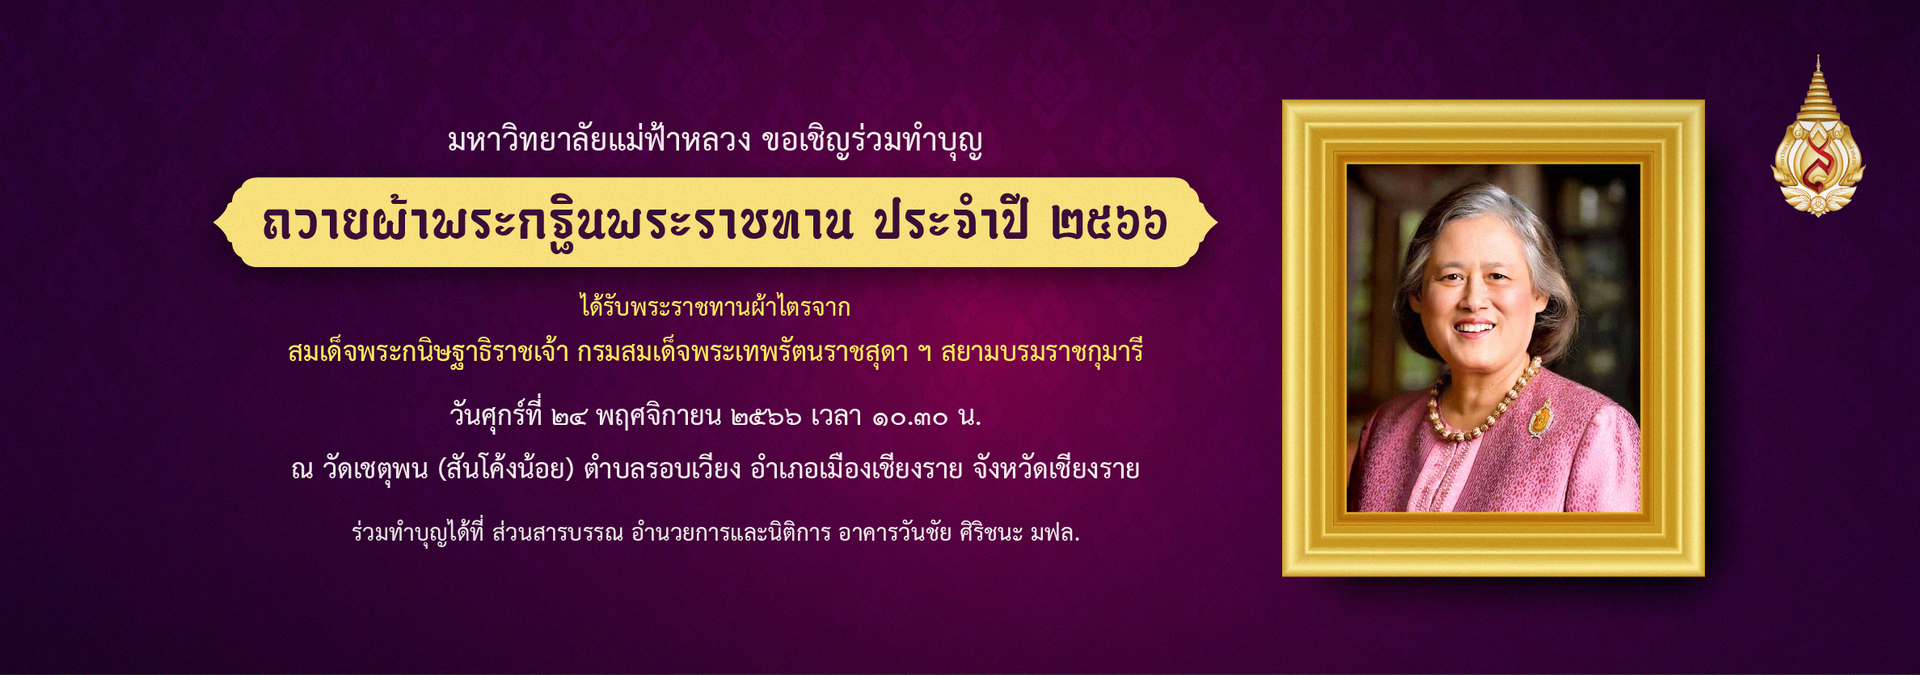 มหาวิทยาลัยแม่ฟ้าหลวง ขอเชิญร่วมทำบุญ
ถวายผ้าพระกฐินพระราชทาน ประจำปี ๒๕๖๖
ได้รับพระราชทานผ้าไตรจาก
สมเด็จพระกนิษฐาธิราชเจ้า กรมสมเด็จพระเทพรัตนราชสุดา ฯ สยามบรมราชกุมารี
วันศุกร์ที่ ๒๔ พฤศจิกายน ๒๕๖๖ เวลา ๑๐.๓๐ น.
ณ วัดเชตุพน (สันโค้งน้อย) ตำบลรอบเวียง อำเภอเมืองเชียงราย จังหวัดเชียงราย
ร่วมทำบุญได้ที่ ส่วนสารบรรณ อำนวยการและนิติการ อาคารวันชัย ศิริชนะ มฟล.